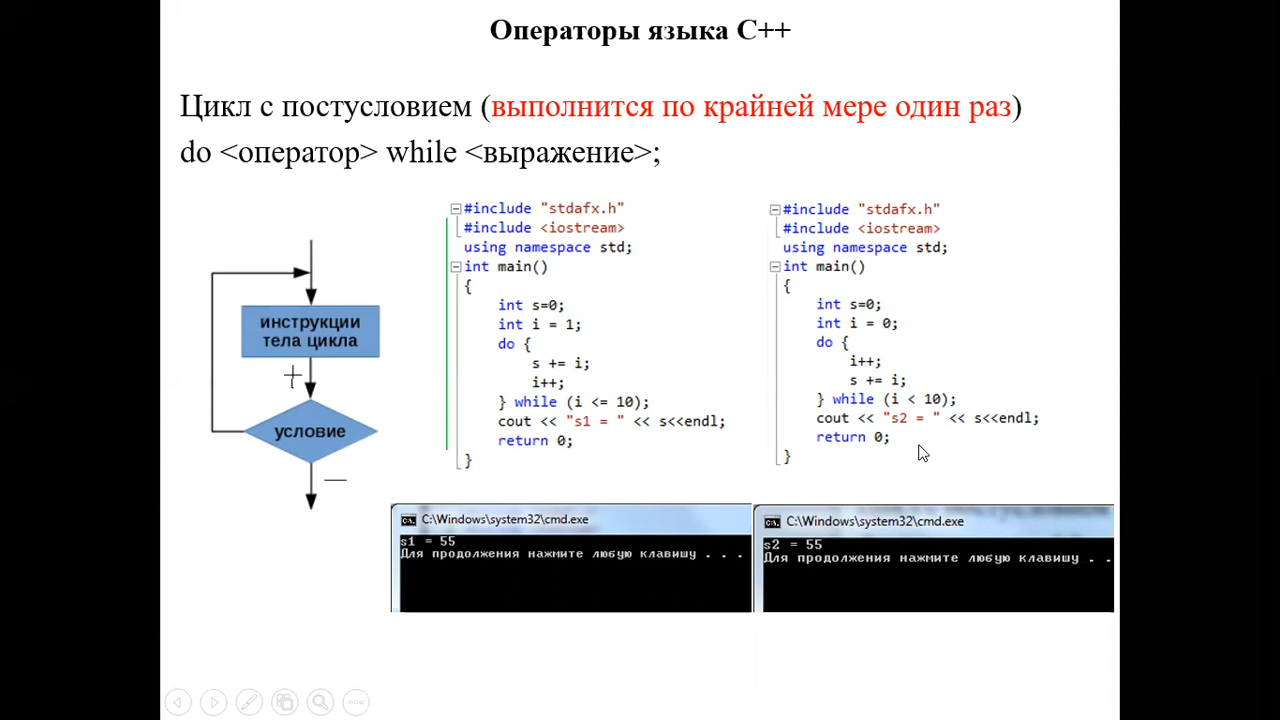 Операторы языка C++
Цикл с постусловием (выполнится по крайней мере один раз)
do <оператор> while <выражение>;
инструкции
тела цикла
+
условие
—
#include "stdafx.h"
#include <iostream>
using namespace std;
int main()
{
int s=0;
int i = 1;
do {
s += i;
i++;
} while (i <= 10);
cout << "s1 = " << s<<endl;
return 0;
}
#include "stdafx.h"
#include <iostream>
using namespace std;
int main()
{
int s=0;
int i = 0;
do {
i++;
s += i;
} while (i < 10);
cout << "s2 = " << s<<endl;
return 0;
}
C:\Windows\system32\cmd.exe
s1 = 55
Для продолжения нажмите любую клавишу . . .
C:\Windows\system32\cmd.exe
s2 = 55
Для продолжения нажмите любую клавишу . .